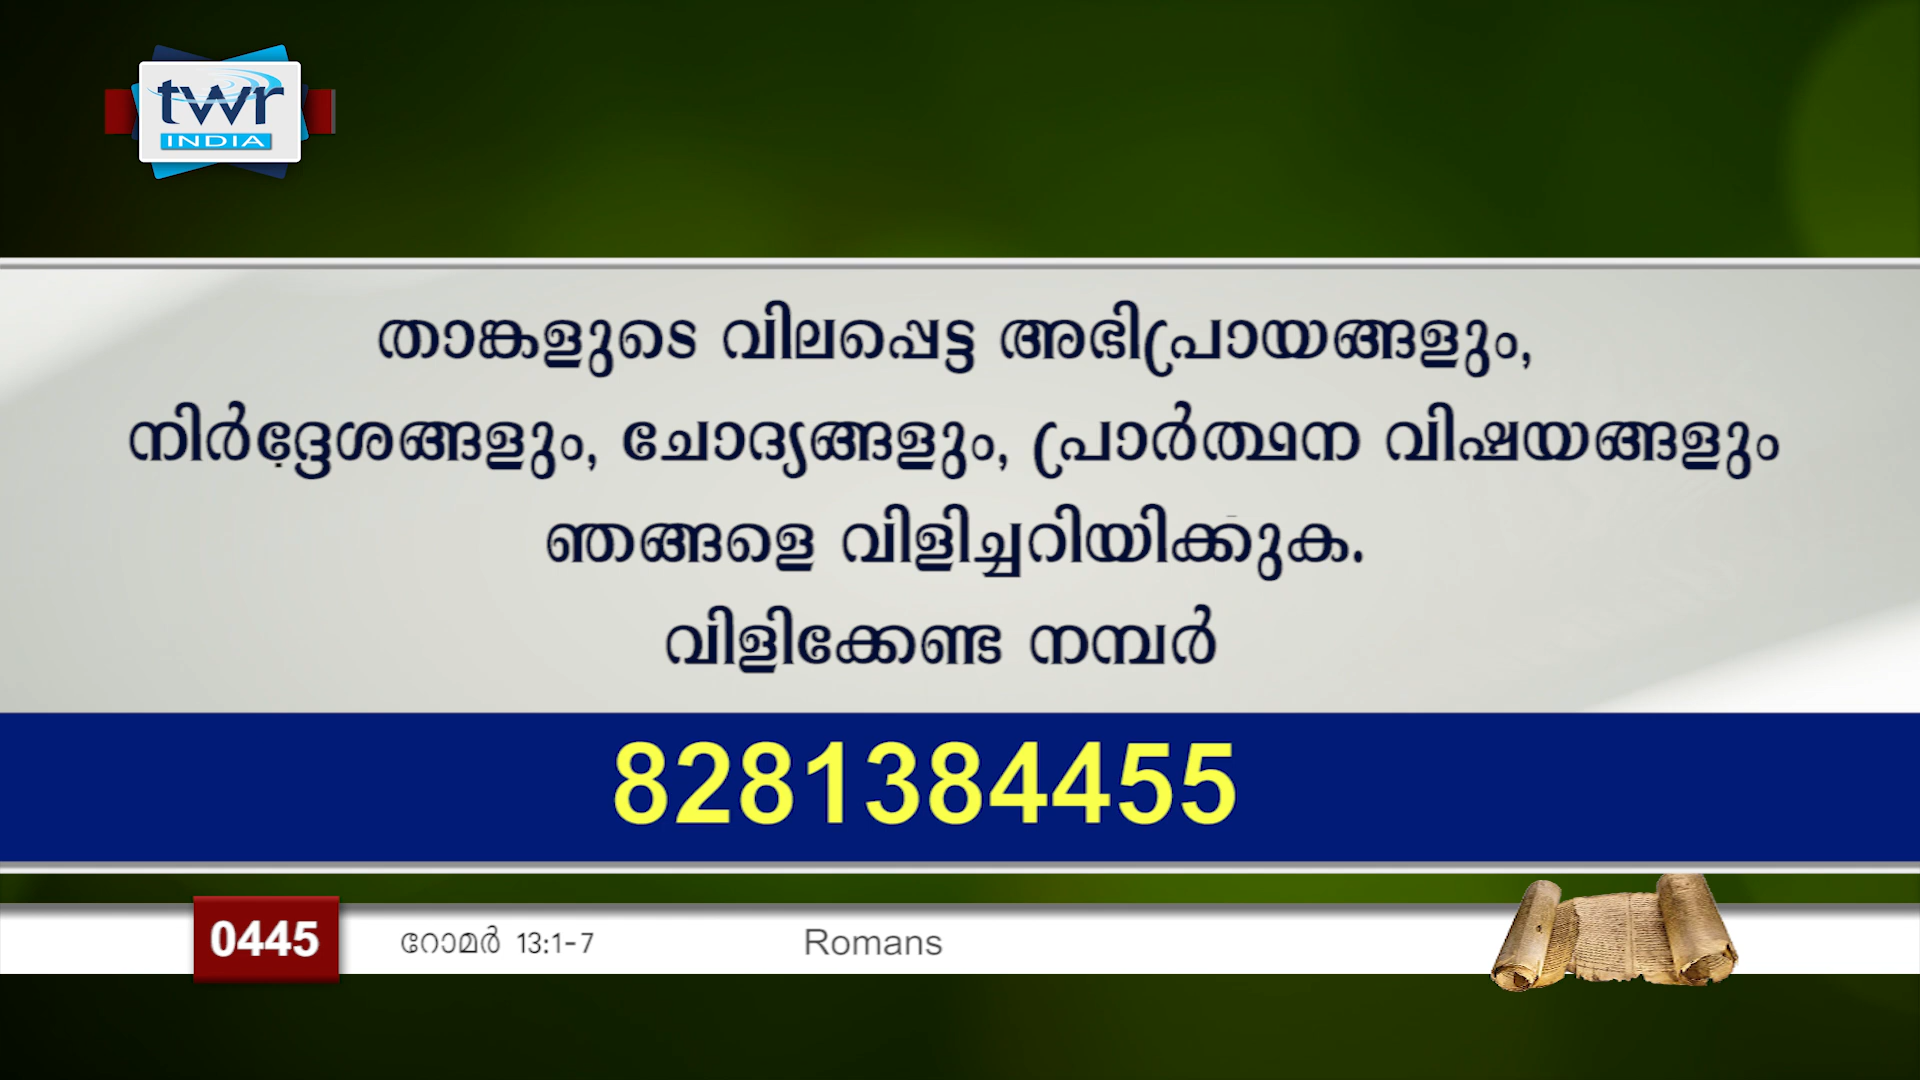 twr
INDIA
താങ്കളുടെ വിലപ്പെട്ട അഭിപ്രായങ്ങളും,
നിർദ്ദേശങ്ങളും, ചോദ്യങ്ങളും, പ്രാർത്ഥന വിഷയങ്ങളും
ഞങ്ങളെ വിളിച്ചറിയിക്കുക.
വിളിക്കേണ്ട നമ്പർ
8281384455
0445 റോമർ 13:1-7 Romans